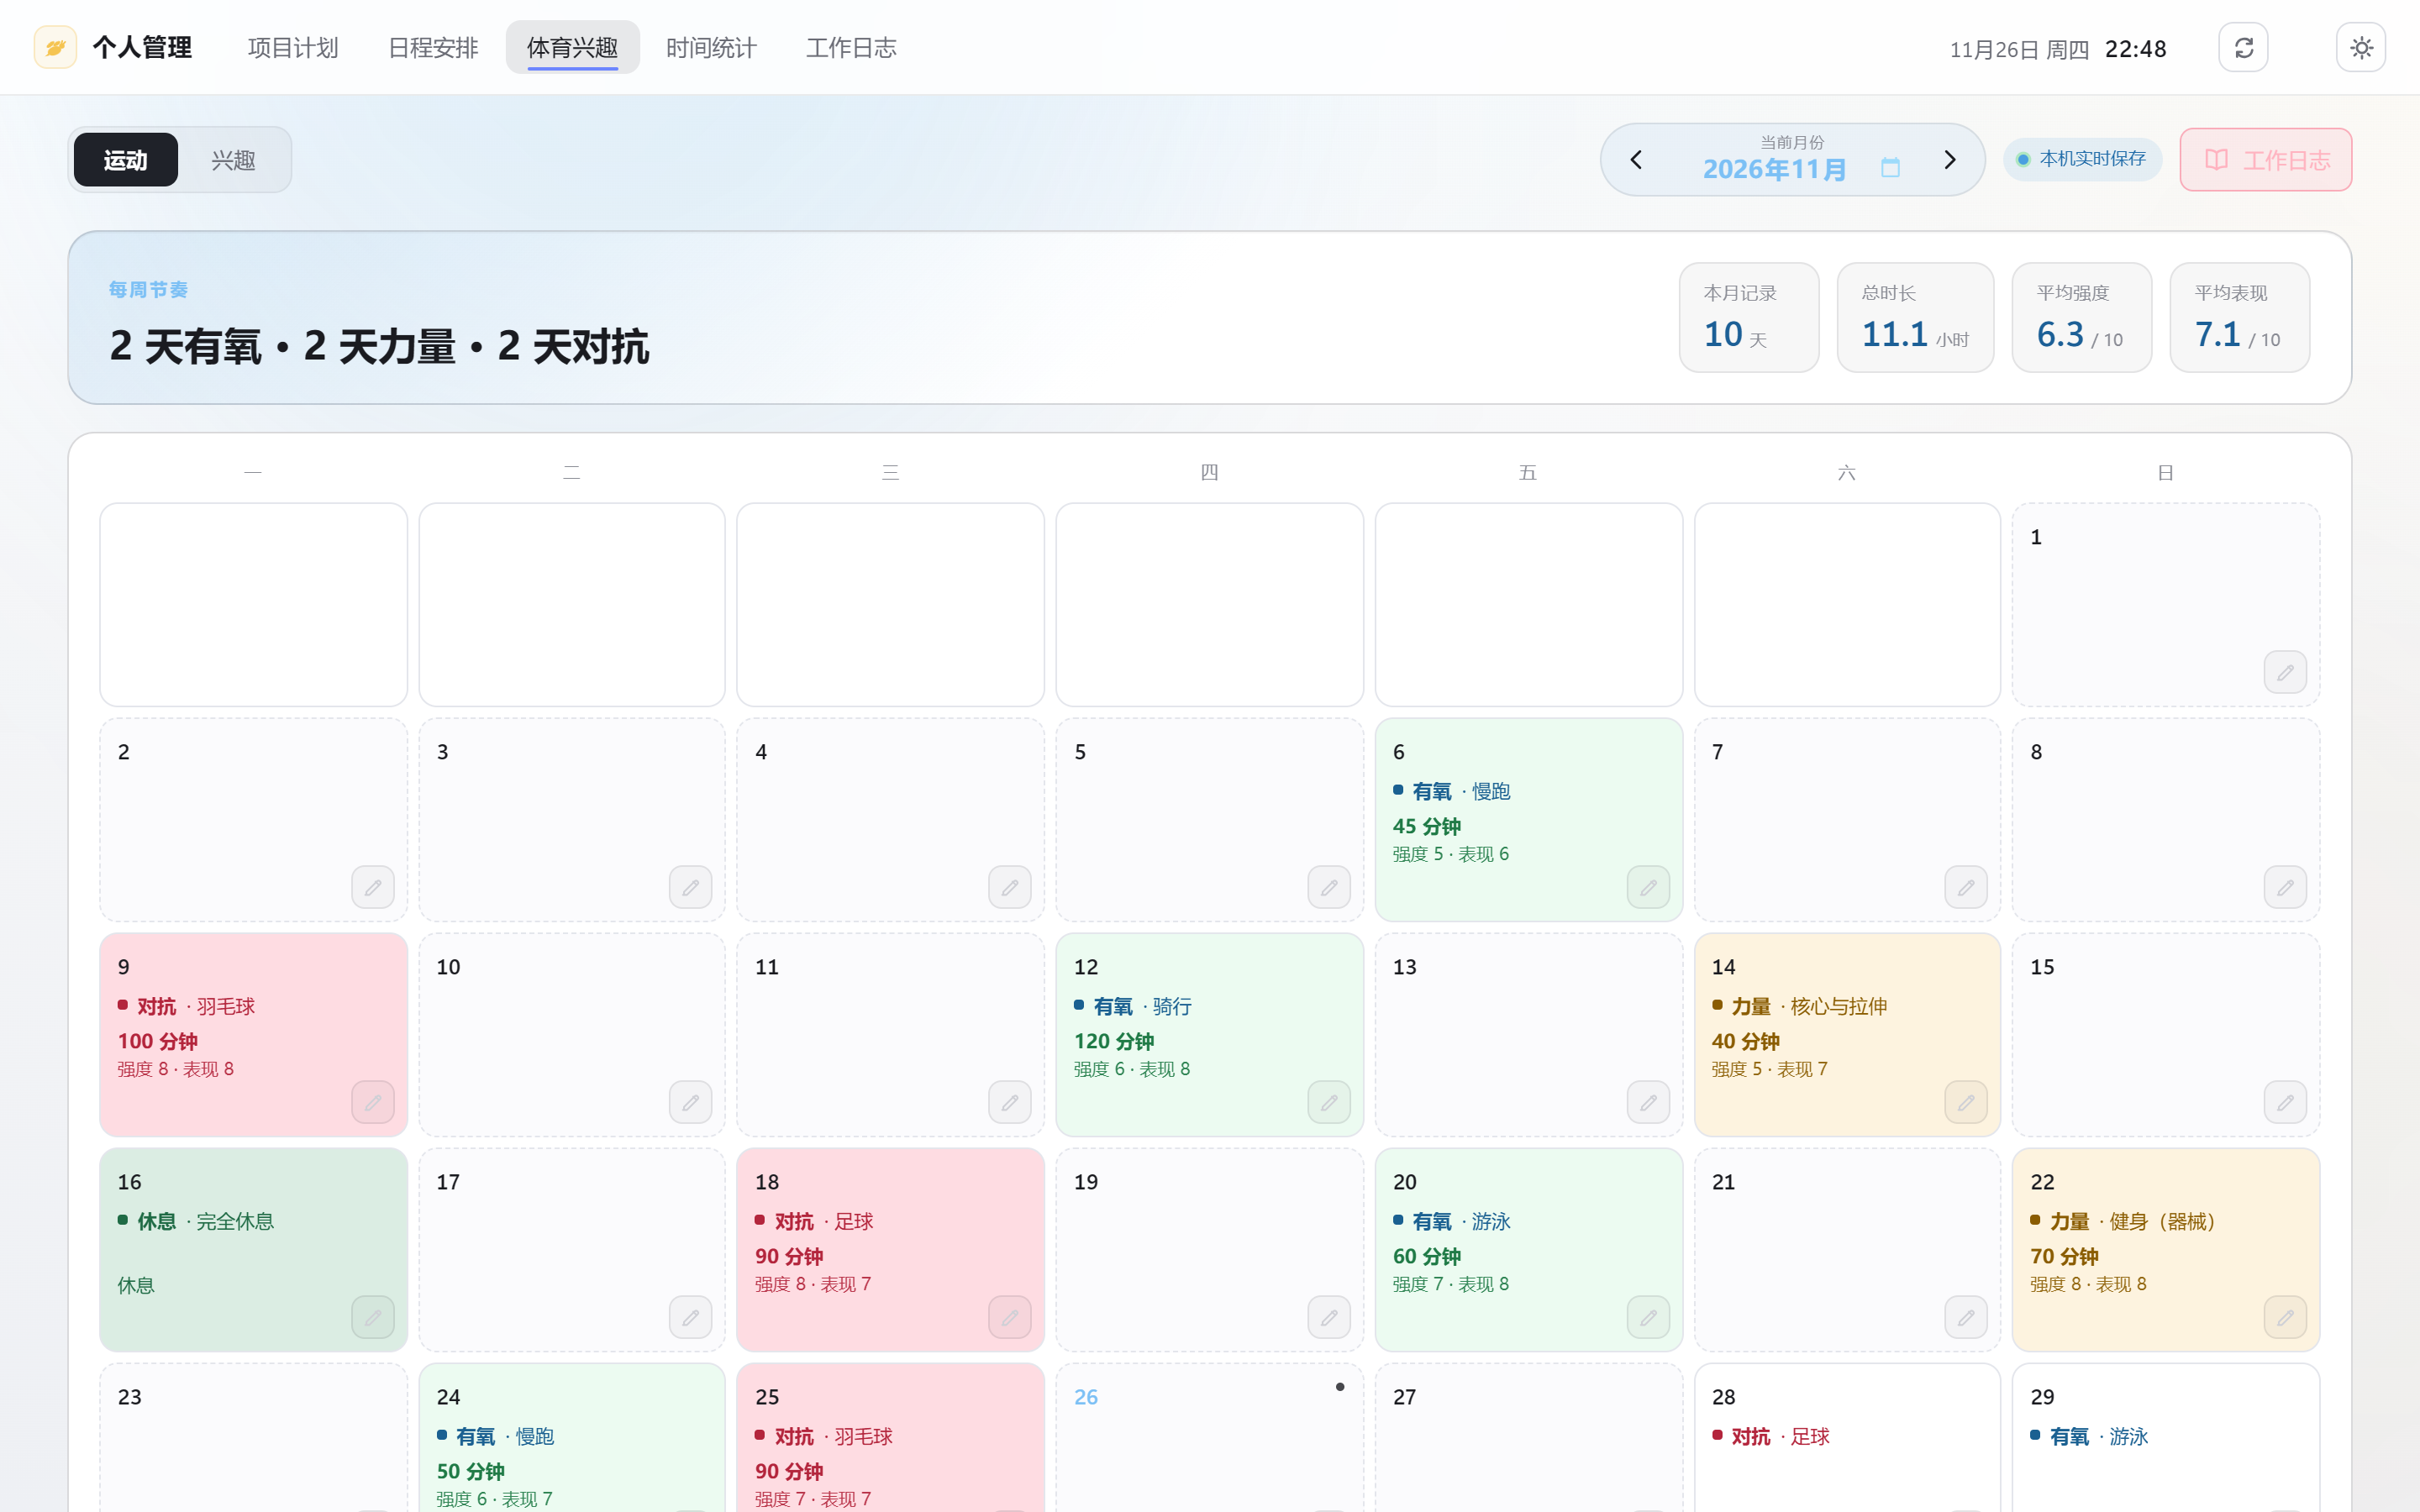 个人管理
项目计划
日程安排
体育兴趣
时间统计
工作日志
11月26日 周四 22:48
运动
兴趣
当前月份
2026年11月
本机实时保存
工作日志
每周节奏
2 天有氧 • 2 天力量 • 2 天对抗
本月记录
10 天
总时长
11.1 小时
平均强度
6.3 / 10
平均表现
7.1 / 10
一
二
三
四
五
六
日
1
2
3
4
5
6
有氧 · 慢跑
45 分钟
强度 5 · 表现 6
7
8
9
对抗 · 羽毛球
100 分钟
强度 8 · 表现 8
10
11
12
有氧 · 骑行
120 分钟
强度 6 · 表现 8
13
14
力量 · 核心与拉伸
40 分钟
强度 5 · 表现 7
15
16
休息 · 完全休息
休息
17
18
对抗 · 足球
90 分钟
强度 8 · 表现 7
19
20
有氧 · 游泳
60 分钟
强度 7 · 表现 8
21
22
力量 · 健身（器械）
70 分钟
强度 8 · 表现 8
23
24
有氧 · 慢跑
50 分钟
强度 6 · 表现 7
25
对抗 · 羽毛球
90 分钟
强度 7 · 表现 7
26
27
28
对抗 · 足球
29
有氧 · 游泳